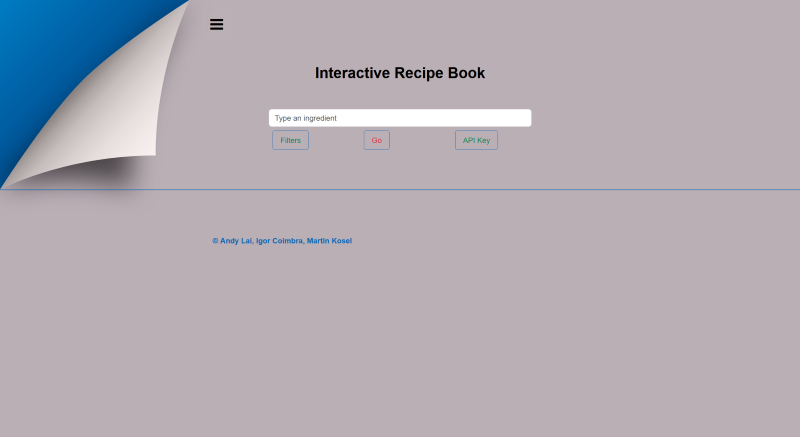 Interactive Recipe Book
Type an ingredient
Filters Go API Key
© Andy Lai, Igor Coimbra, Martin Kosel